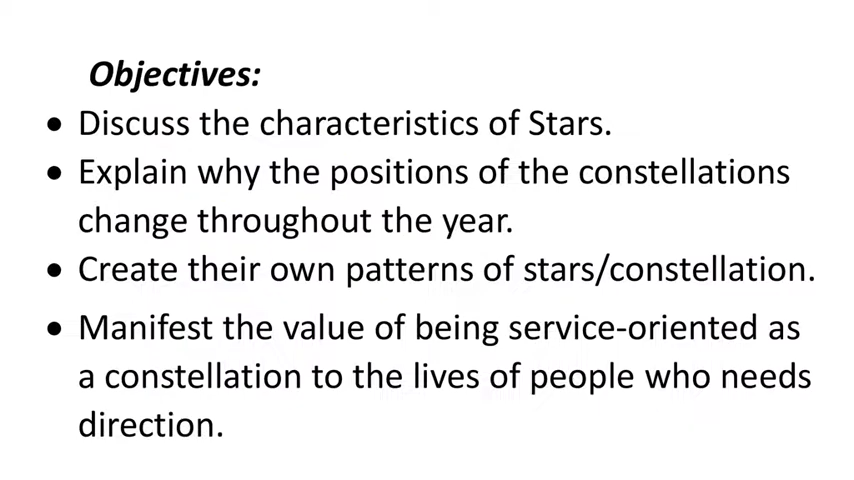 Objectives:
• Discuss the characteristics of Stars.
• Explain why the positions of the constellations
change throughout the year.
• Create their own patterns of stars/constellation.
• Manifest the value of being service-oriented as
a constellation to the lives of people who needs
direction.